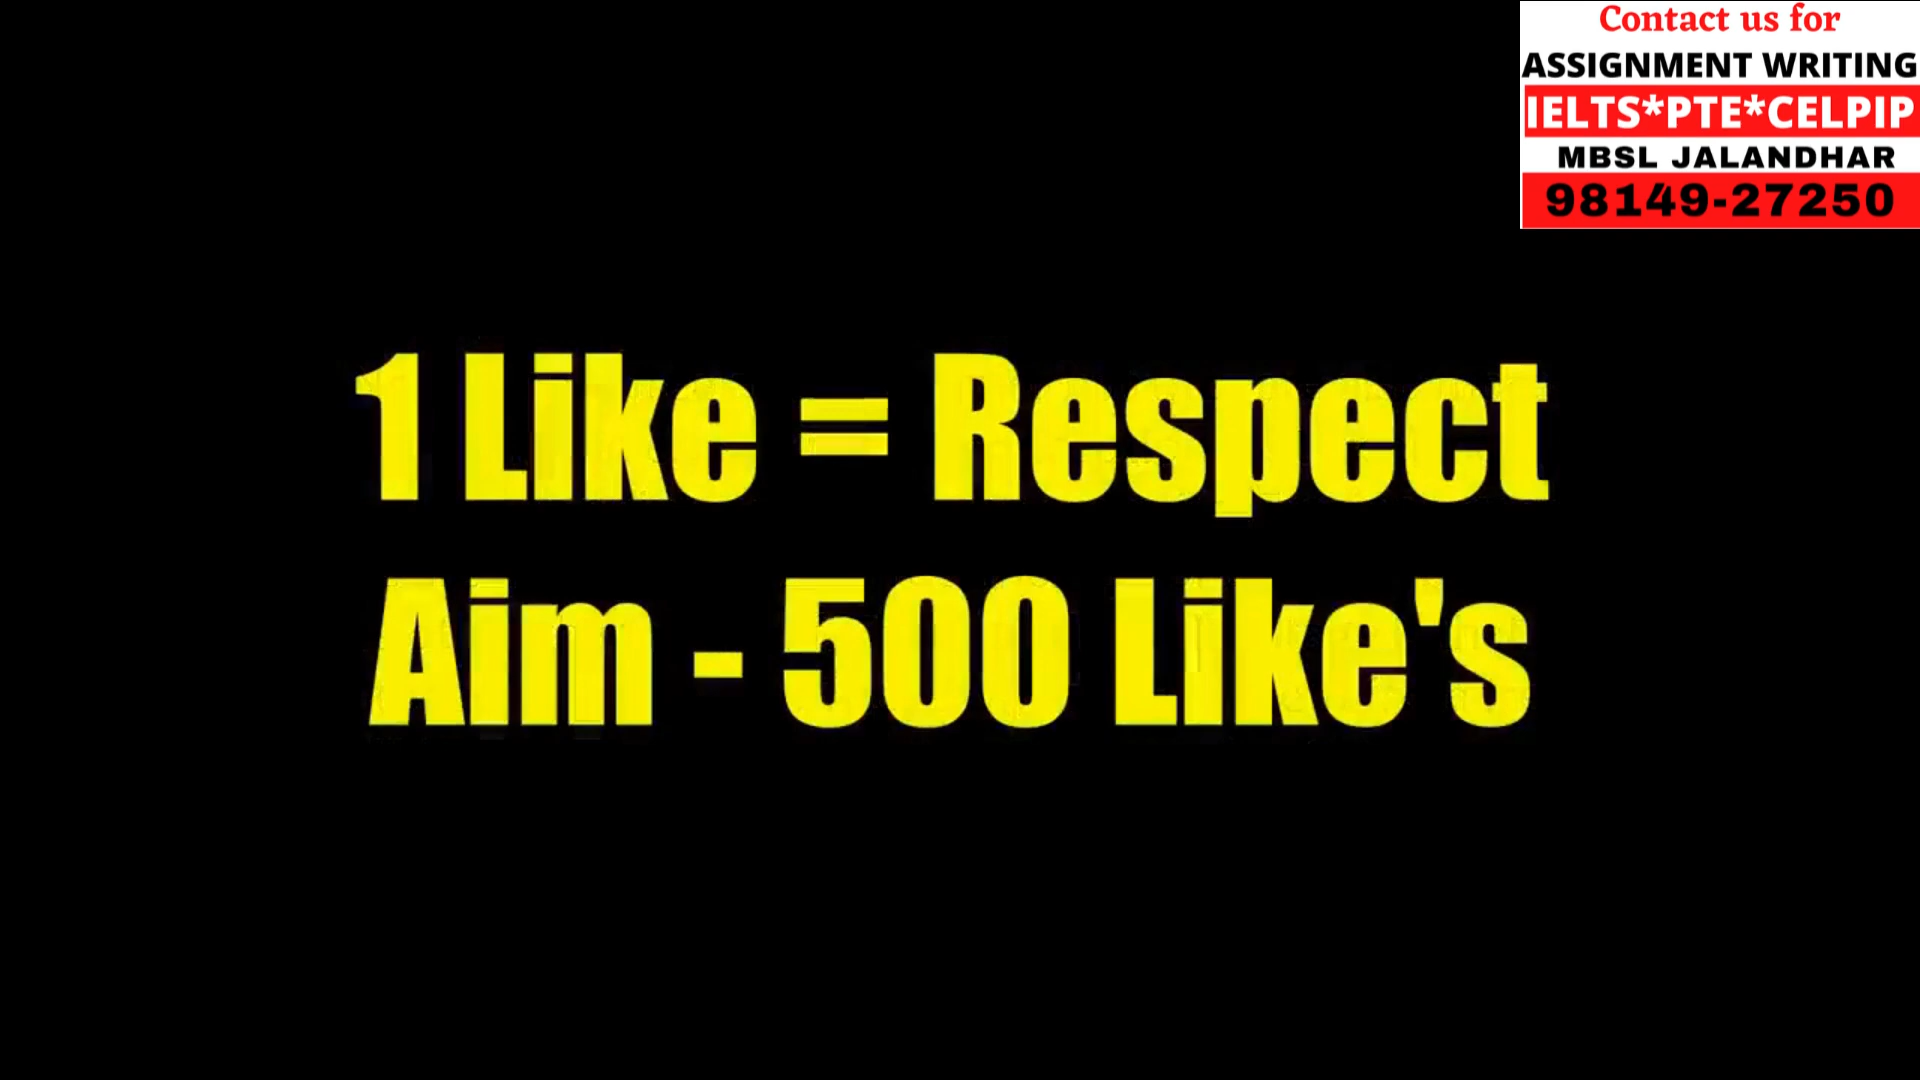 Contact us for
ASSIGNMENT WRITING
IELTS*PTE*CELPIP
MBSL JALANDHAR
98149-27250
1 Like = Respect
Aim - 500 Like's